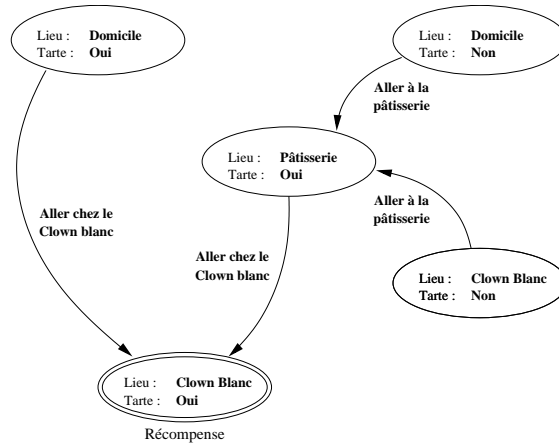 Lieu : Domicile
Tarte : Oui
Lieu : Domicile
Tarte : Non
Aller à la
pâtisserie
Lieu : Pâtisserie
Tarte : Oui
Aller à la
pâtisserie
Aller chez le
Clown blanc
Aller chez le
Clown blanc
Lieu : Clown Blanc
Tarte : Non
Lieu : Clown Blanc
Tarte : Oui
Récompense